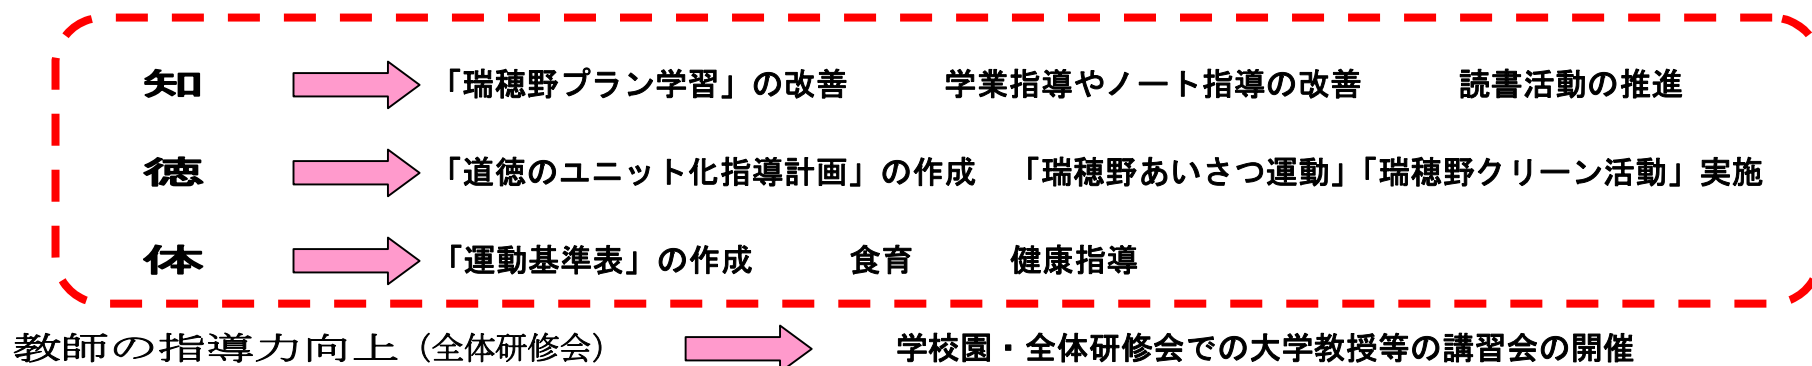 知 「瑞穂野プラン学習」の改善 学業指導やノート指導の改善 読書活動の推進
徳 「道徳のユニット化指導計画」の作成 「瑞穂野あいさつ運動」「瑞穂野クリーン活動」実施
体 「運動基準表」の作成 食育 健康指導
教師の指導力向上（全体研修会） 学校園・全体研修会での大学教授等の講習会の開催